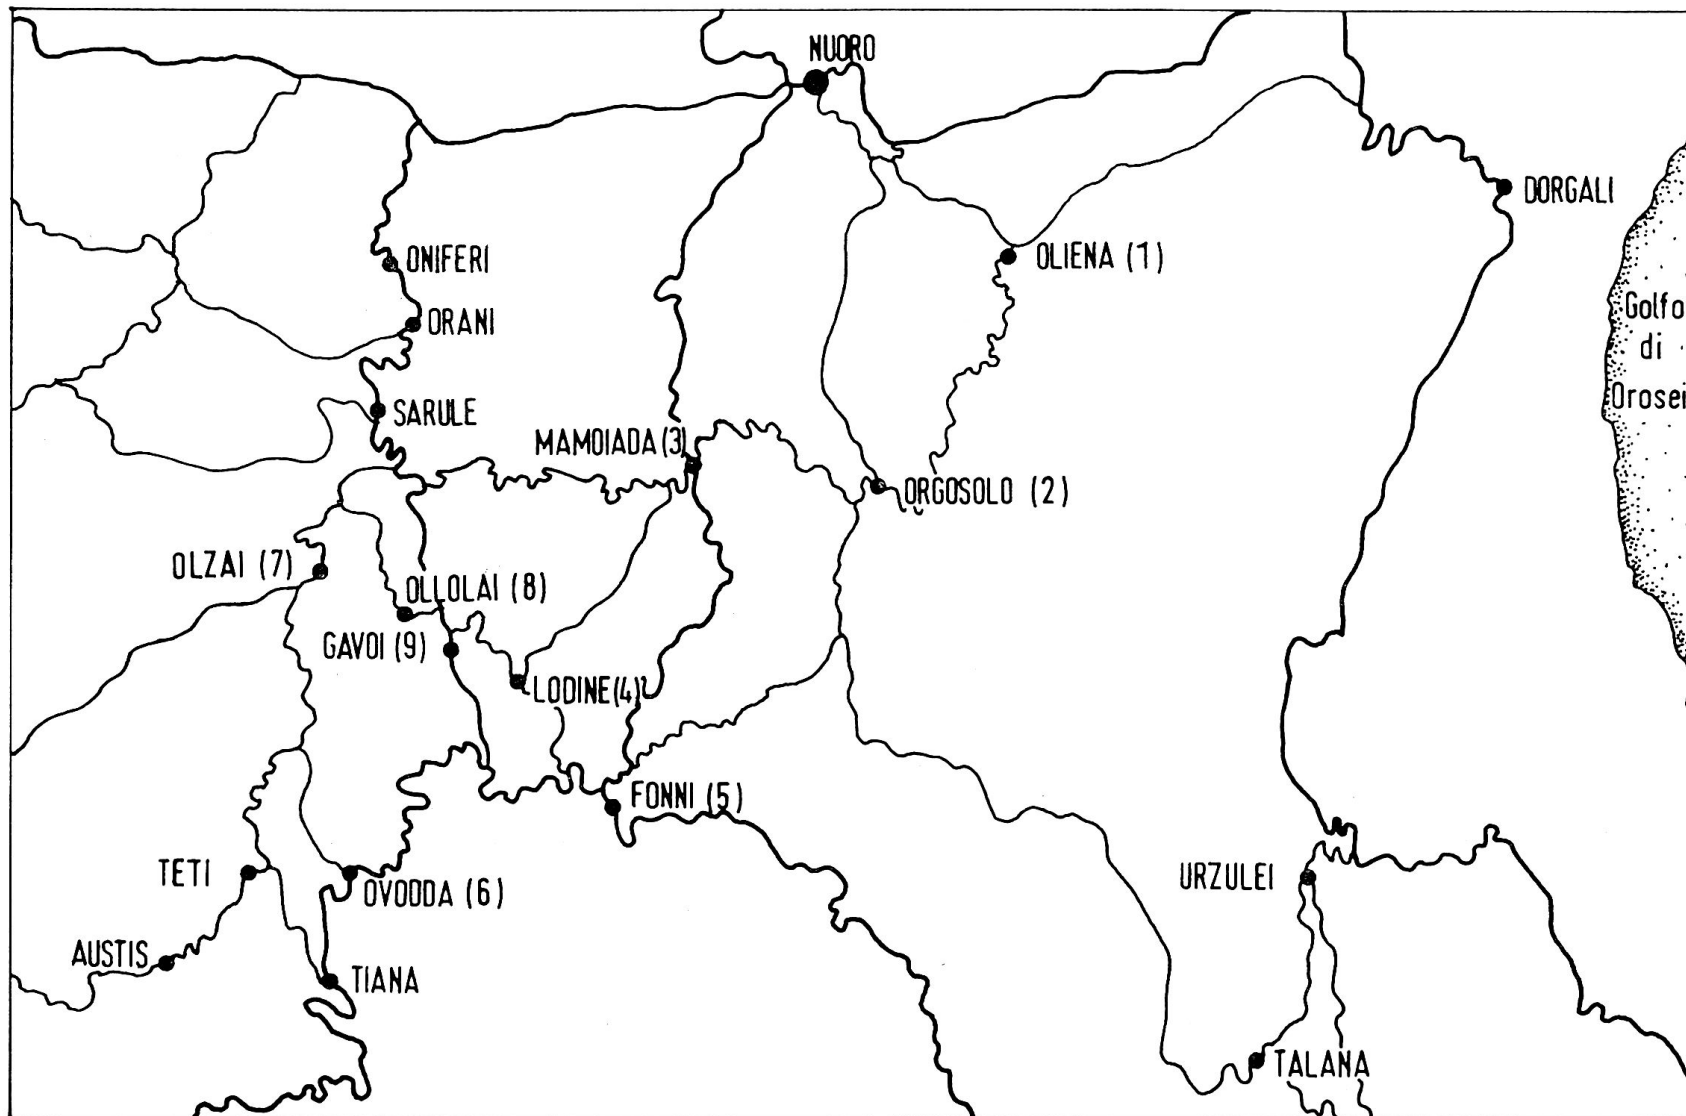 NUORO
DORGALI
ONIFERI
OLIENA (1)
Golfo
di
Orosei
ORANI
SARULE
MAMOIADA (3)
ORGOSOLO (2)
OLZAI (7)
OLLOLAI (8)
GAVOI (9)
LODINE (4)
FONNI (5)
TETI
OVODDA (6)
URZULEI
AUSTIS
TIANA
TALANA